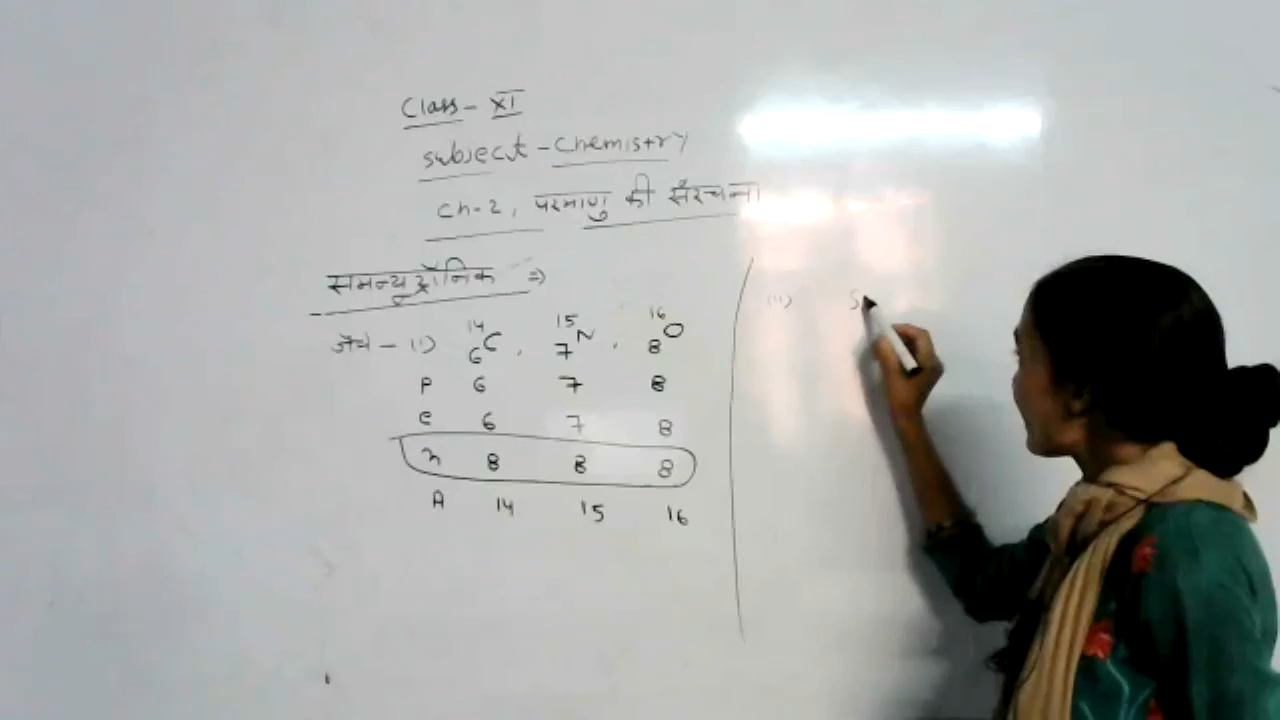 Class - XI
Subject - Chemistry
Ch-2, परमाणु की संरचना
समन्यूट्रॉनिक ⇒
जैसे - 1) ¹⁴₆C, ¹⁵₇N, ¹⁶₈O
P 6 7 8
e 6 7 8
n 8 8 8
A 14 15 16
(11) S